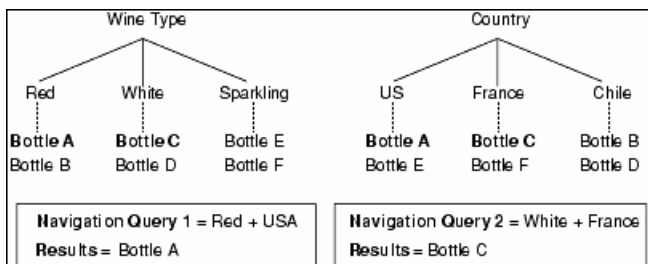 Wine Type
Country
Red
White
Sparkling
US
France
Chile
Bottle A
Bottle C
Bottle E
Bottle A
Bottle C
Bottle B
Bottle B
Bottle D
Bottle F
Bottle E
Bottle F
Bottle D
Navigation Query 1 = Red + USA
Results = Bottle A
Navigation Query 2 = White + France
Results = Bottle C